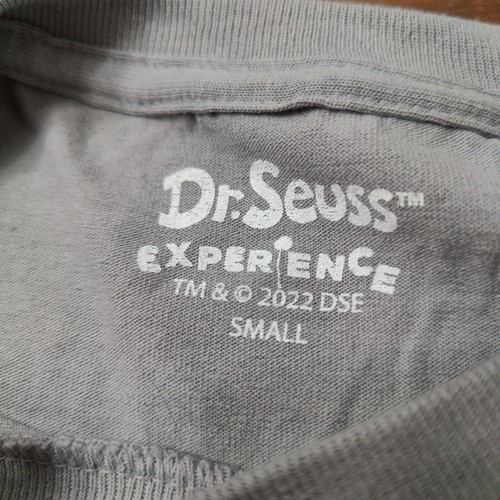 Dr. Seuss™
EXPERIENCE
TM & © 2022 DSE
SMALL